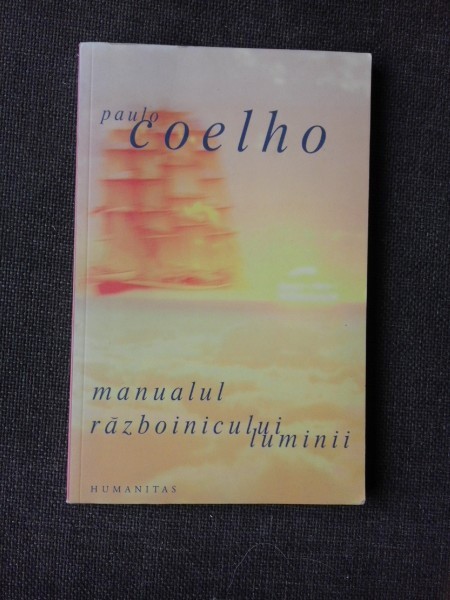 paulo
coelho
manualul
războinicului
luminii
HUMANITAS